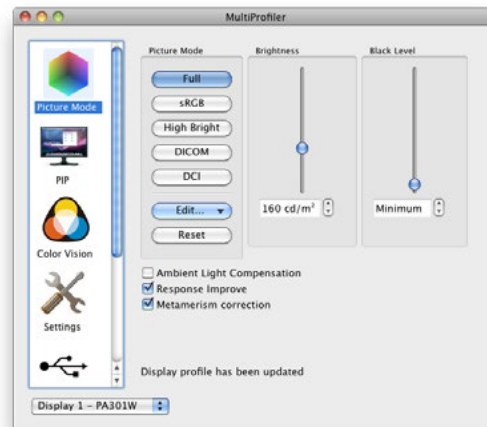 MultiProfiler
Picture Mode
PIP
Color Vision
Settings
Picture Mode
Full
sRGB
High Bright
DICOM
DCI
Edit...
Reset
Brightness
160 cd/m²
Black Level
Minimum
Ambient Light Compensation
Response Improve
Metamerism correction
Display profile has been updated
Display 1 – PA301W